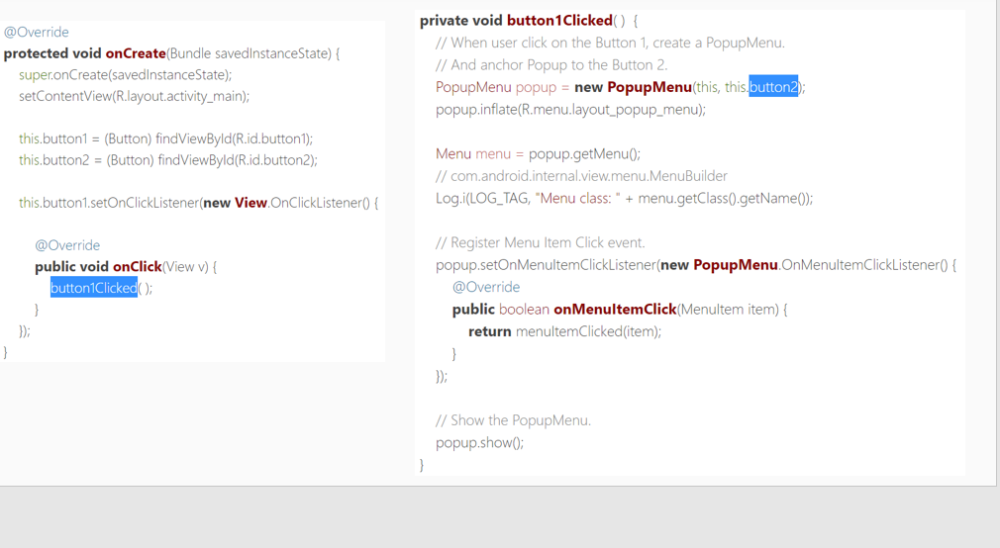 @Override
protected void onCreate(Bundle savedInstanceState) {
super.onCreate(savedInstanceState);
setContentView(R.layout.activity_main);
this.button1 = (Button) findViewById(R.id.button1);
this.button2 = (Button) findViewById(R.id.button2);
this.button1.setOnClickListener(new View.OnClickListener() {
@Override
public void onClick(View v) {
button1Clicked( );
}
});
}
private void button1Clicked( ) {
// When user click on the Button 1, create a PopupMenu.
// And anchor Popup to the Button 2.
PopupMenu popup = new PopupMenu(this, this.button2);
popup.inflate(R.menu.layout_popup_menu);
Menu menu = popup.getMenu();
// com.android.internal.view.menu.MenuBuilder
Log.i(LOG_TAG, "Menu class: " + menu.getClass().getName());
// Register Menu Item Click event.
popup.setOnMenuItemClickListener(new PopupMenu.OnMenuItemClickListener() {
@Override
public boolean onMenuItemClick(MenuItem item) {
return menuItemClicked(item);
}
});
// Show the PopupMenu.
popup.show();
}